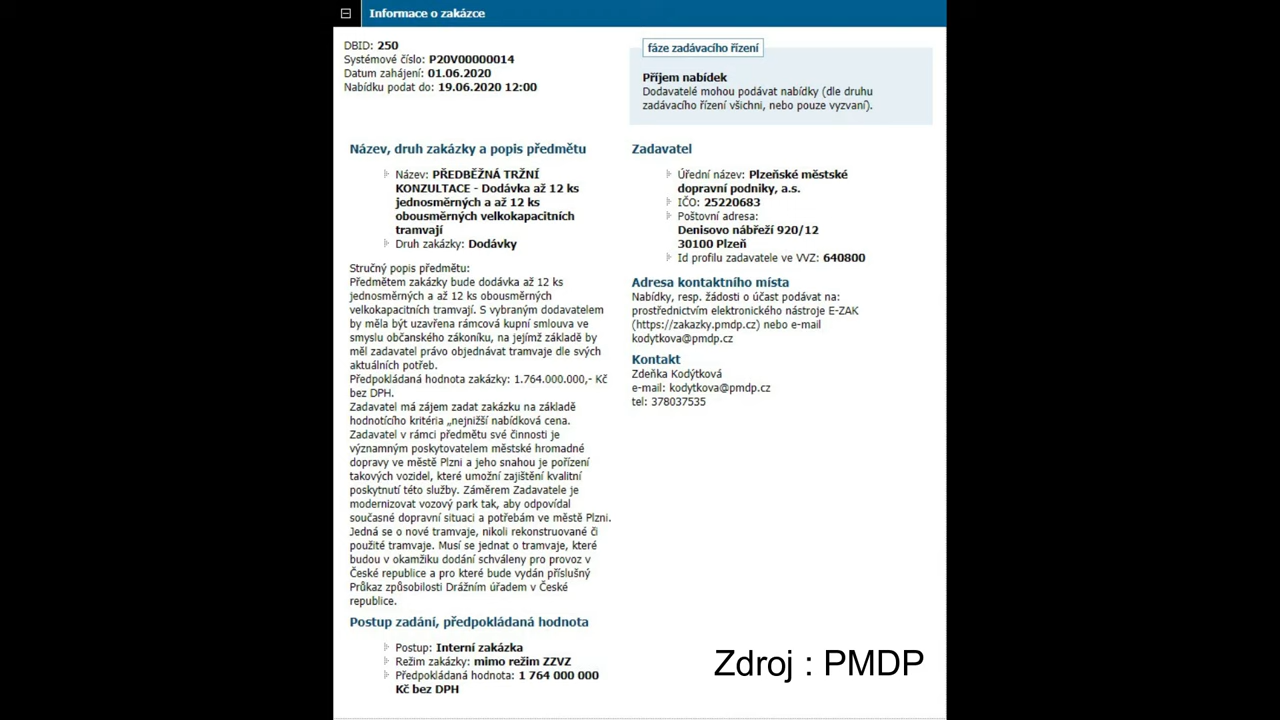 Informace o zakázce
DBID: 250
Systémové číslo: P20V00000014
Datum zahájení: 01.06.2020
Nabídku podat do: 19.06.2020 12:00
fáze zadávacího řízení
Příjem nabídek
Dodavatelé mohou podávat nabídky (dle druhu
zadávacího řízení všichni, nebo pouze vyzvaní).
Název, druh zakázky a popis předmětu
Název: PŘEDBĚŽNÁ TRŽNÍ
KONZULTACE - Dodávka až 12 ks
jednosměrných a až 12 ks
obousměrných velkokapacitních
tramvají
Druh zakázky: Dodávky
Stručný popis předmětu:
Předmětem zakázky bude dodávka až 12 ks
jednosměrných a až 12 ks obousměrných
velkokapacitních tramvají. S vybraným dodavatelem
by měla být uzavřena rámcová kupní smlouva ve
smyslu občanského zákoníku, na jejímž základě by
měl zadavatel právo objednávat tramvaje dle svých
aktuálních potřeb.
Předpokládaná hodnota zakázky: 1.764.000.000,- Kč
bez DPH.
Zadavatel má zájem zadat zakázku na základě
hodnotícího kritéria „nejnižší nabídková cena.
Zadavatel v rámci předmětu své činnosti je
významným poskytovatelem městské hromadné
dopravy ve městě Plzni a jeho snahou je pořízení
takových vozidel, které umožní zajištění kvalitní
poskytnutí této služby. Záměrem Zadavatele je
modernizovat vozový park tak, aby odpovídal
současné dopravní situaci a potřebám ve městě Plzni.
Jedná se o nové tramvaje, nikoli rekonstruované či
použité tramvaje. Musí se jednat o tramvaje, které
budou v okamžiku dodání schváleny pro provoz v
České republice a pro které bude vydán příslušný
Průkaz způsobilosti Drážním úřadem v České
republice.
Postup zadání, předpokládaná hodnota
Postup: Interní zakázka
Režim zakázky: mimo režim ZZVZ
Předpokládaná hodnota: 1 764 000 000
Kč bez DPH
Zadavatel
Úřední název: Plzeňské městské
dopravní podniky, a.s.
IČO: 25220683
Poštovní adresa:
Denisovo nábřeží 920/12
30100 Plzeň
Id profilu zadavatele ve VVZ: 640800
Adresa kontaktního místa
Nabídky, resp. žádosti o účast podávat na:
prostřednictvím elektronického nástroje E-ZAK
(https://zakazky.pmdp.cz) nebo e-mail
kodytkova@pmdp.cz
Kontakt
Zdeňka Kodýtková
e-mail: kodytkova@pmdp.cz
tel: 378037535
Zdroj : PMDP